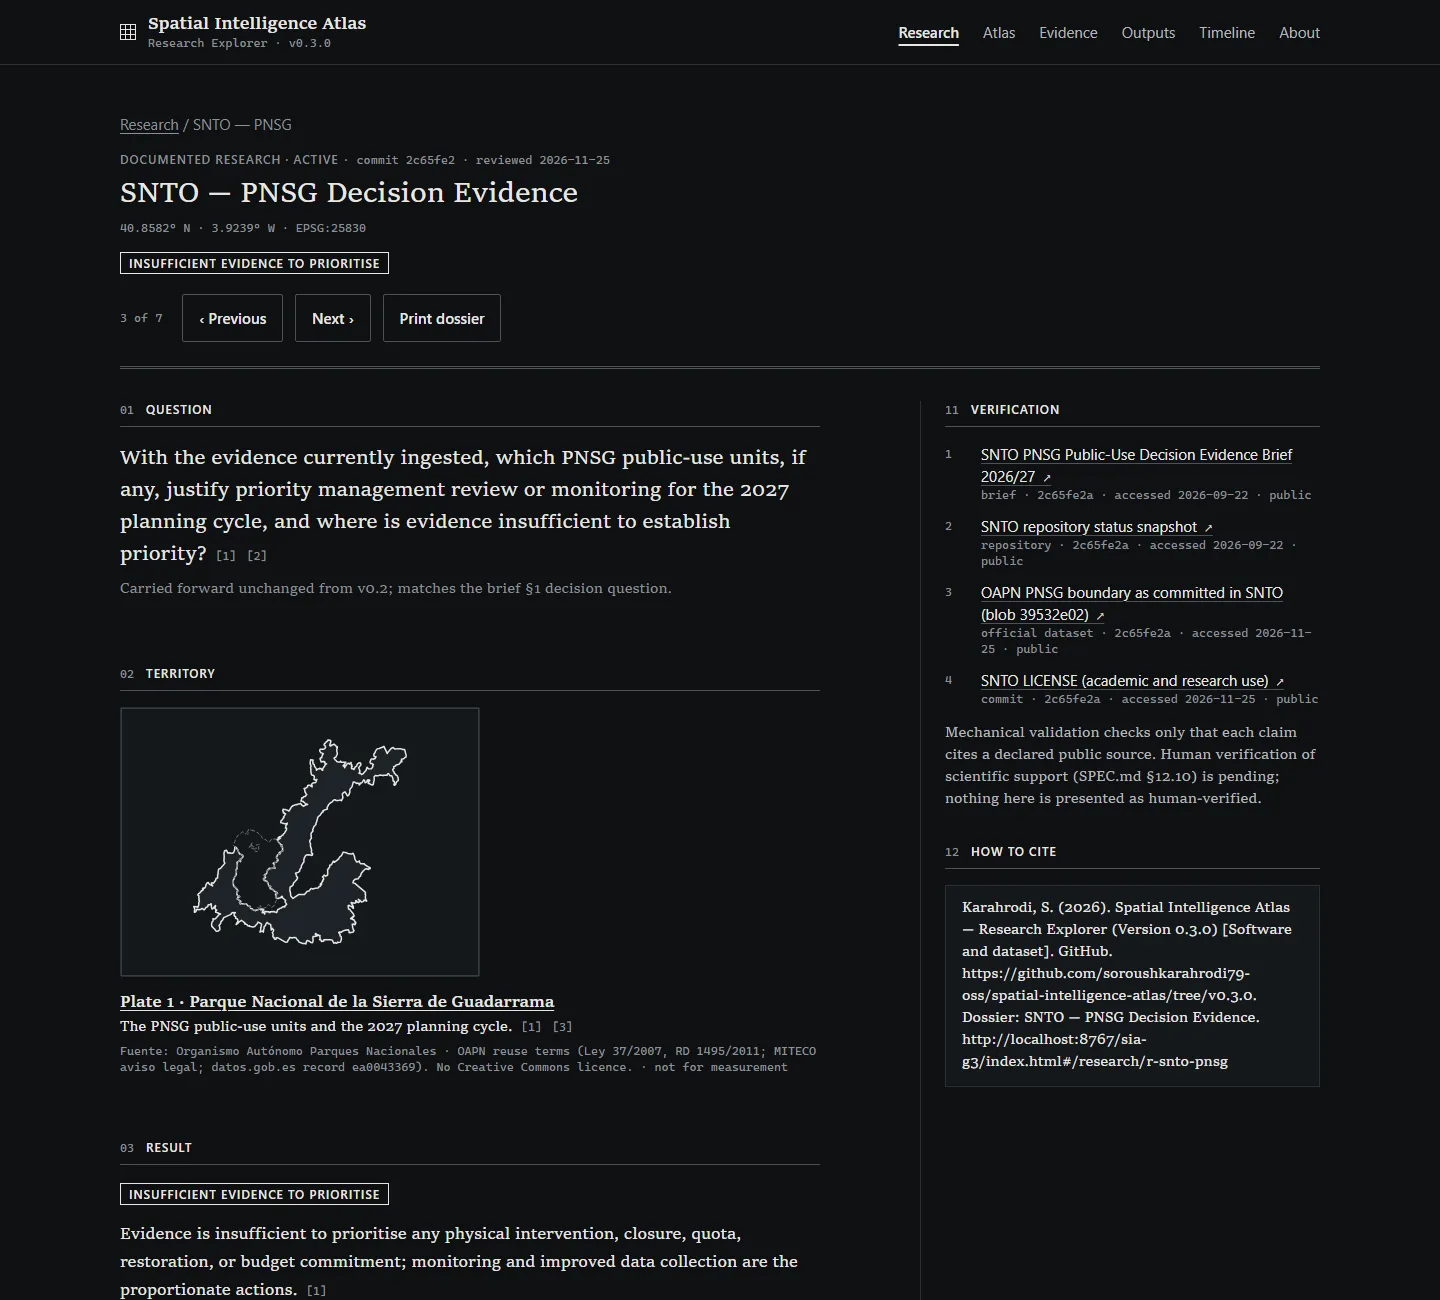 Spatial Intelligence Atlas
Research Explorer · v0.3.0
Research Atlas Evidence Outputs Timeline About
Research / SNTO — PNSG
DOCUMENTED RESEARCH · ACTIVE · commit 2c65fe2 · reviewed 2026-11-25
SNTO — PNSG Decision Evidence
40.8582° N · 3.9239° W · EPSG:25830
INSUFFICIENT EVIDENCE TO PRIORITISE
3 of 7 ‹ Previous Next › Print dossier
01 QUESTION
With the evidence currently ingested, which PNSG public-use units, if
any, justify priority management review or monitoring for the 2027
planning cycle, and where is evidence insufficient to establish
priority? [1] [2]
Carried forward unchanged from v0.2; matches the brief §1 decision question.
02 TERRITORY
Plate 1 · Parque Nacional de la Sierra de Guadarrama
The PNSG public-use units and the 2027 planning cycle. [1] [3]
Fuente: Organismo Autónomo Parques Nacionales · OAPN reuse terms (Ley 37/2007, RD 1495/2011; MITECO
aviso legal; datos.gob.es record ea0043369). No Creative Commons licence. · not for measurement
03 RESULT
INSUFFICIENT EVIDENCE TO PRIORITISE
Evidence is insufficient to prioritise any physical intervention, closure, quota,
restoration, or budget commitment; monitoring and improved data collection are the
proportionate actions. [1]
11 VERIFICATION
1 SNTO PNSG Public-Use Decision Evidence Brief
2026/27 ↗
brief · 2c65fe2a · accessed 2026-09-22 · public
2 SNTO repository status snapshot ↗
repository · 2c65fe2a · accessed 2026-09-22 ·
public
3 OAPN PNSG boundary as committed in SNTO
(blob 39532e02) ↗
official dataset · 2c65fe2a · accessed 2026-11-
25 · public
4 SNTO LICENSE (academic and research use) ↗
commit · 2c65fe2a · accessed 2026-11-25 · public
Mechanical validation checks only that each claim
cites a declared public source. Human verification of
scientific support (SPEC.md §12.10) is pending;
nothing here is presented as human-verified.
12 HOW TO CITE
Karahrodi, S. (2026). Spatial Intelligence Atlas
— Research Explorer (Version 0.3.0) [Software
and dataset]. GitHub.
https://github.com/soroushkarahrodi79-
oss/spatial-intelligence-atlas/tree/v0.3.0.
Dossier: SNTO — PNSG Decision Evidence.
http://localhost:8767/sia-
g3/index.html#/research/r-snto-pnsg